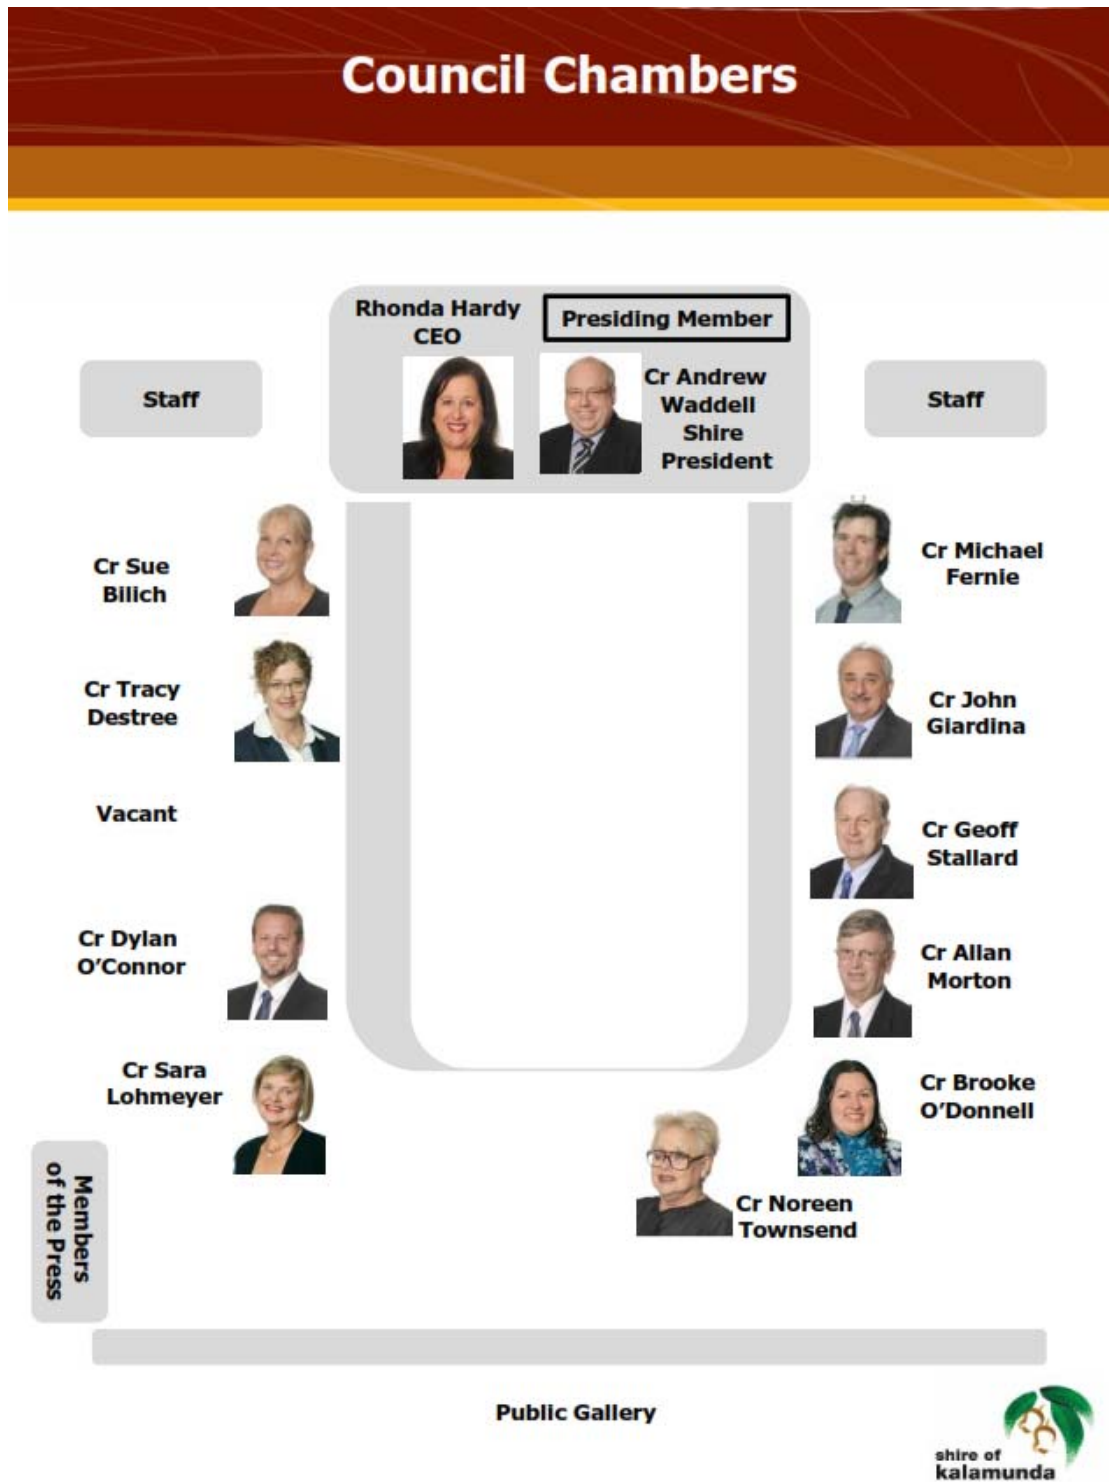 Council Chambers
Rhonda Hardy
CEO
Presiding Member
Cr Andrew
Waddell
Shire
President
Staff
Staff
Cr Sue
Bilich
Cr Michael
Fernie
Cr Tracy
Destree
Cr John
Giardina
Vacant
Cr Geoff
Stallard
Cr Dylan
O'Connor
Cr Allan
Morton
Cr Sara
Lohmeyer
Cr Brooke
O'Donnell
Cr Noreen
Townsend
Members
of the Press
Public Gallery
shire of
kalamunda